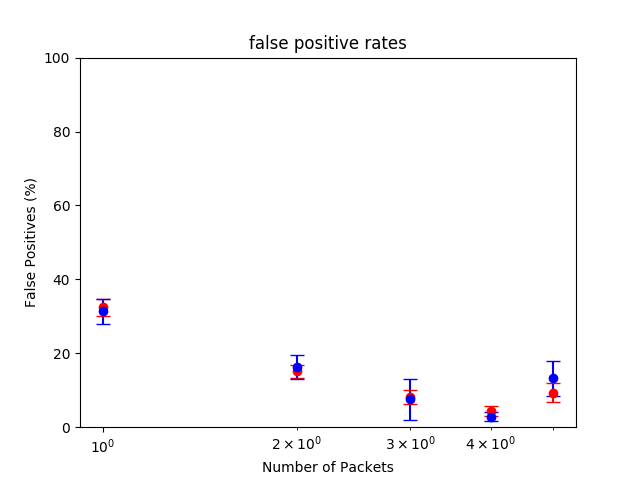 false positive rates
100
80
60
40
20
0
False Positives (%)
10⁰
2 × 10⁰
3 × 10⁰
4 × 10⁰
Number of Packets